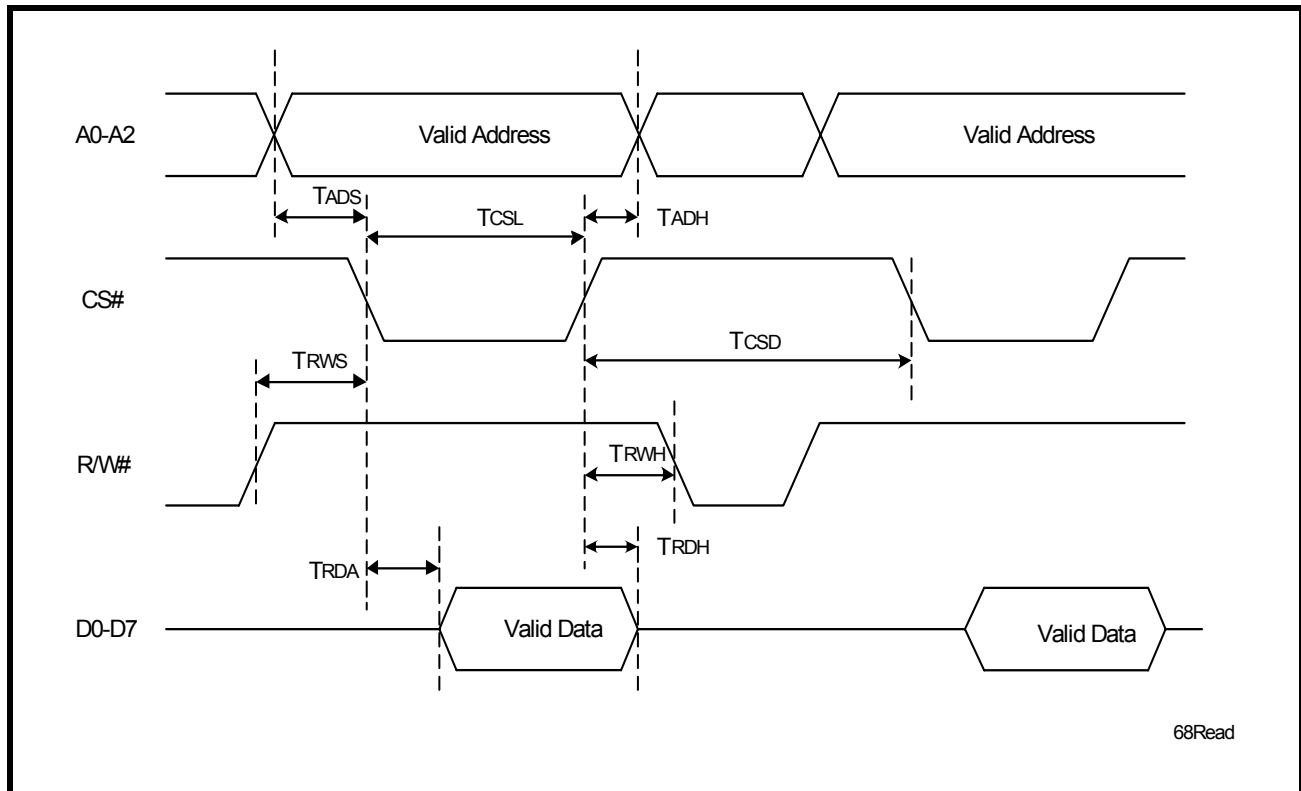 A0-A2
Valid Address
Valid Address
TADS
TCSL
TADH
CS#
TCSD
TRWS
R/W#
TRWH
TRDH
TRDA
D0-D7
Valid Data
Valid Data
68Read